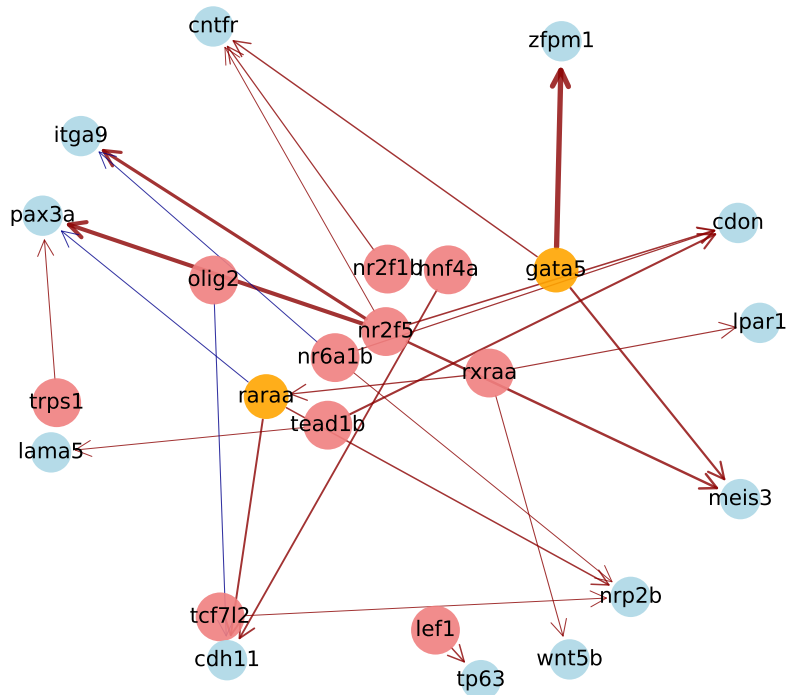 cntfr
zfpm1
itga9
pax3a
cdon
nr2f1b
hnf4a
gata5
olig2
lpar1
nr2f5
nr6a1b
rxraa
raraa
trps1
tead1b
lama5
meis3
nrp2b
tcf7l2
lef1
cdh11
wnt5b
tp63